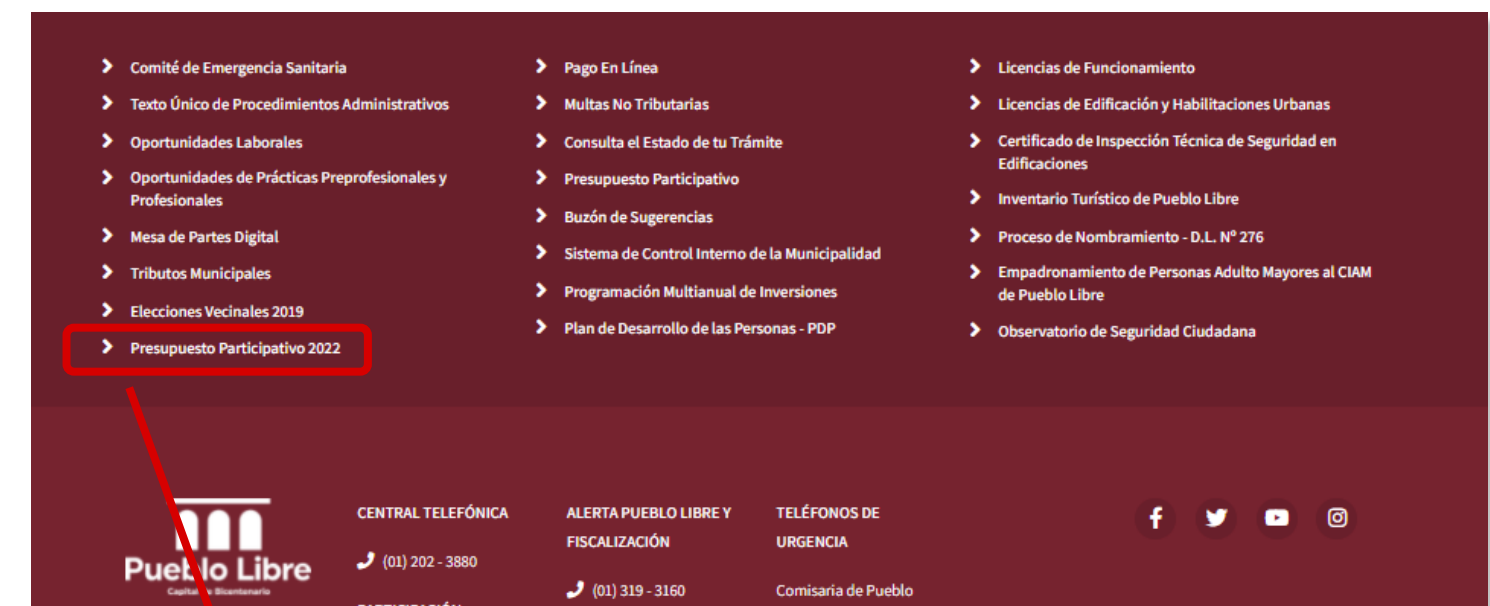 Comité de Emergencia Sanitaria
Texto Único de Procedimientos Administrativos
Oportunidades Laborales
Oportunidades de Prácticas Preprofesionales y
Profesionales
Mesa de Partes Digital
Tributos Municipales
Elecciones Vecinales 2019
Presupuesto Participativo 2022
Pago En Línea
Multas No Tributarias
Consulta el Estado de tu Trámite
Presupuesto Participativo
Buzón de Sugerencias
Sistema de Control Interno de la Municipalidad
Programación Multianual de Inversiones
Plan de Desarrollo de las Personas - PDP
Licencias de Funcionamiento
Licencias de Edificación y Habilitaciones Urbanas
Certificado de Inspección Técnica de Seguridad en
Edificaciones
Inventario Turístico de Pueblo Libre
Proceso de Nombramiento - D.L. Nº 276
Empadronamiento de Personas Adulto Mayores al CIAM
de Pueblo Libre
Observatorio de Seguridad Ciudadana
Pueblo Libre
Capital de Bicentenario
CENTRAL TELEFÓNICA
(01) 202 - 3880
PARTICIPACIÓN
ALERTA PUEBLO LIBRE Y
FISCALIZACIÓN
(01) 319 - 3160
TELÉFONOS DE
URGENCIA
Comisaria de Pueblo